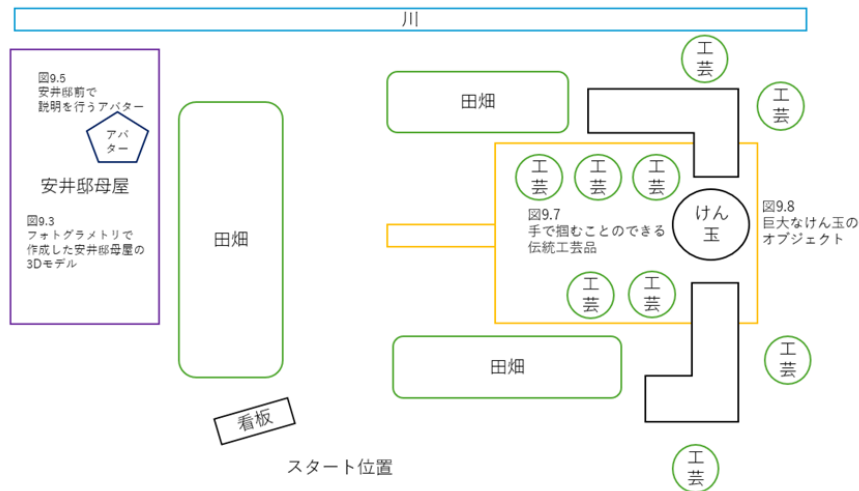 川
図9.5
安井邸前で
説明を行うアバター
アバ
ター
安井邸母屋
図9.3
フォトグラメトリで
作成した安井邸母屋の
3Dモデル
田畑
田畑
工
芸
工
芸
工
芸
工
芸
工
芸
図9.7
手で掴むことのできる
伝統工芸品
けん
玉
図9.8
巨大なけん玉の
オブジェクト
工
芸
工
芸
田畑
工
芸
看板
スタート位置
工
芸